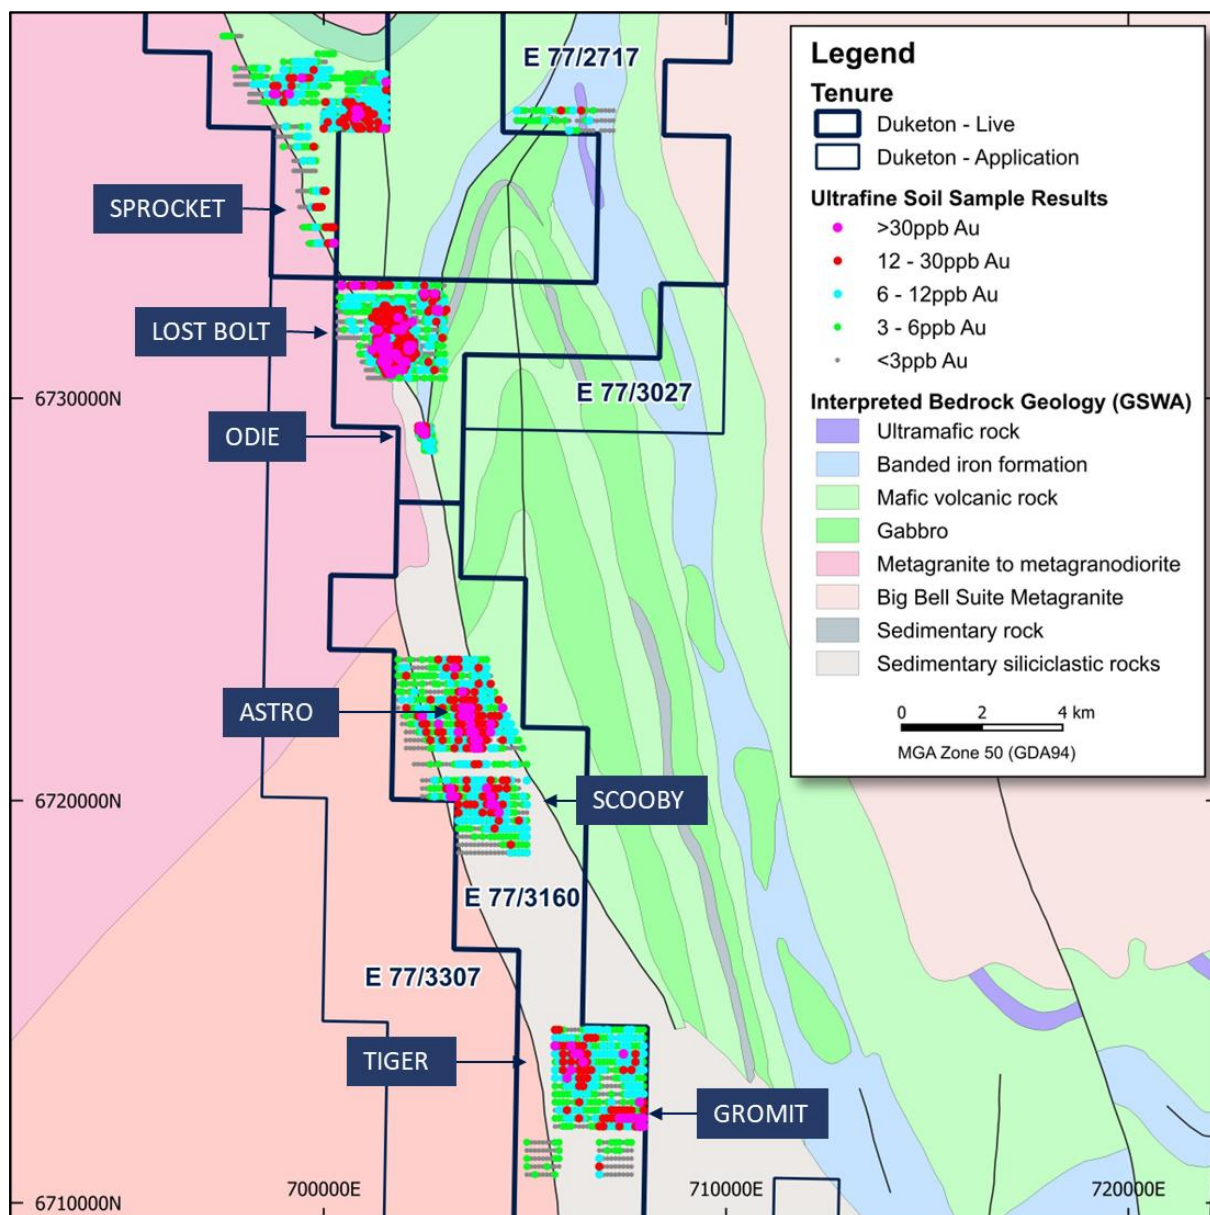 E 77/2717
SPROCKET
LOST BOLT
6730000N
E 77/3027
ODIE
ASTRO
6720000N
SCOOBY
E 77/3160
E 77/3307
TIGER
GROMIT
700000E
710000E
720000E
6710000N
Legend
Tenure
Duketon - Live
Duketon - Application
Ultrafine Soil Sample Results
>30ppb Au
12 - 30ppb Au
6 - 12ppb Au
3 - 6ppb Au
<3ppb Au
Interpreted Bedrock Geology (GSWA)
Ultramafic rock
Banded iron formation
Mafic volcanic rock
Gabbro
Metagranite to metagranodiorite
Big Bell Suite Metagranite
Sedimentary rock
Sedimentary siliciclastic rocks
0 2 4 km
MGA Zone 50 (GDA94)